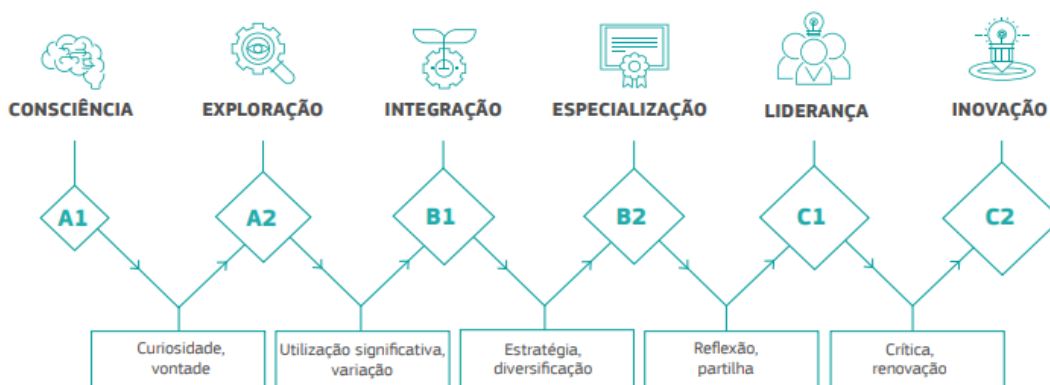 CONSCIÊNCIA
EXPLORAÇÃO
INTEGRAÇÃO
ESPECIALIZAÇÃO
LIDERANÇA
INOVAÇÃO
A1
A2
B1
B2
C1
C2
Curiosidade,
vontade
Utilização significativa,
variação
Estratégia,
diversificação
Reflexão,
partilha
Crítica,
renovação